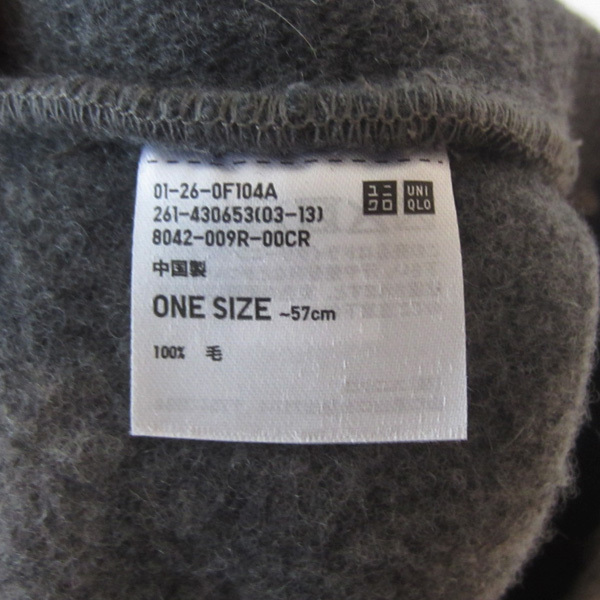 01-26-0F104A
261-430653(03-13)
8042-009R-00CR
ユニ
クロ
UNI
QLO
中国製
ONE SIZE ~57cm
100% 毛